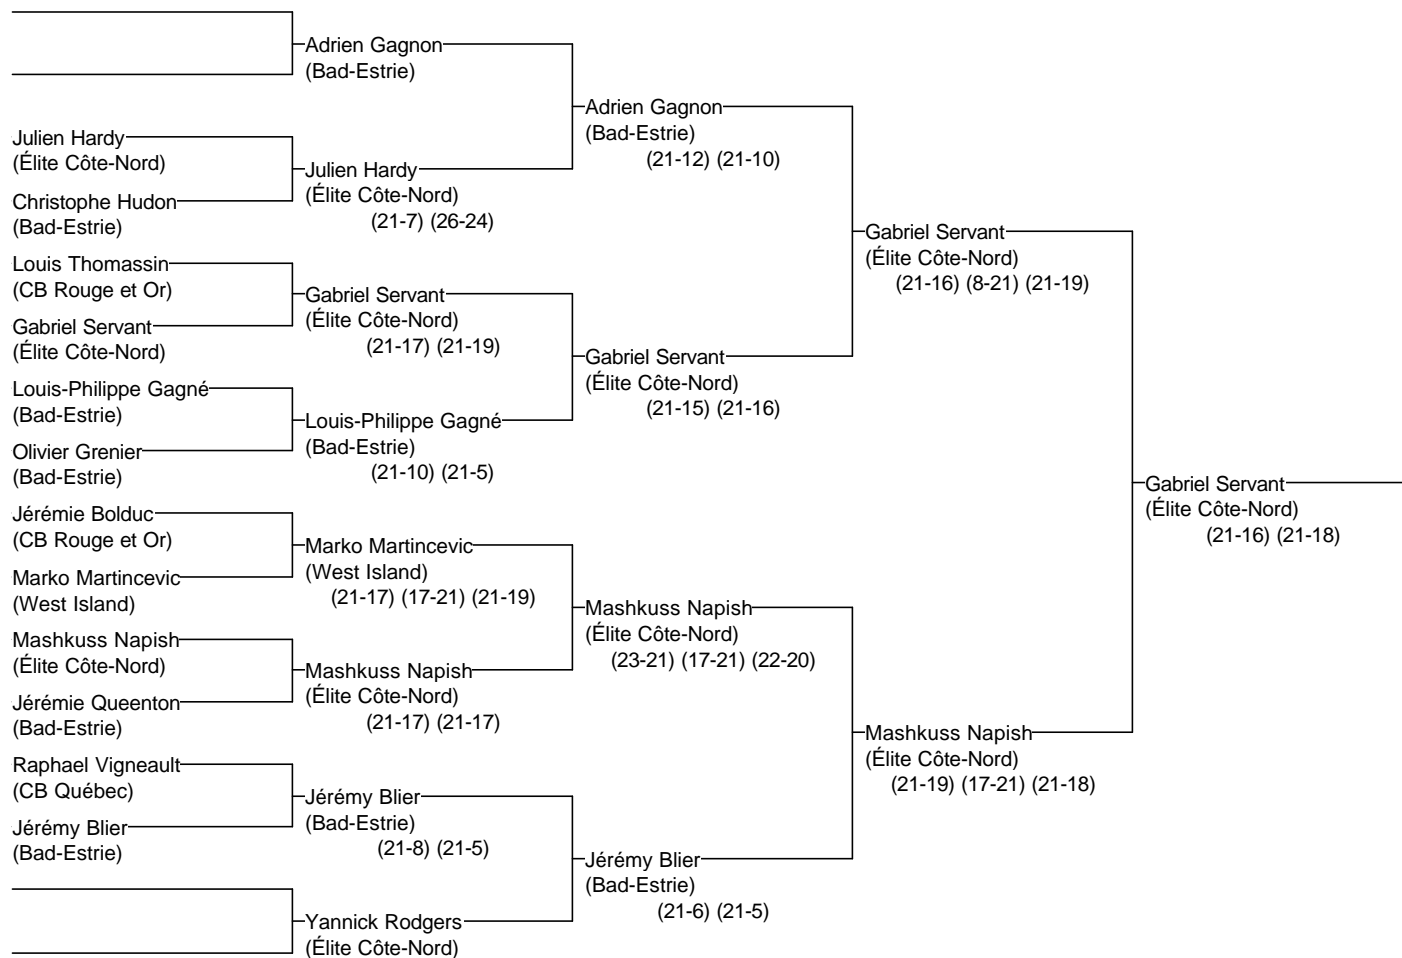 Adrien Gagnon
(Bad-Estrie)
Adrien Gagnon
(Bad-Estrie)
(21-12) (21-10)
Julien Hardy
(Élite Côte-Nord)
Julien Hardy
(Élite Côte-Nord)
(21-7) (26-24)
Christophe Hudon
(Bad-Estrie)
Gabriel Servant
(Élite Côte-Nord)
(21-16) (8-21) (21-19)
Louis Thomassin
(CB Rouge et Or)
Gabriel Servant
(Élite Côte-Nord)
(21-17) (21-19)
Gabriel Servant
(Élite Côte-Nord)
Gabriel Servant
(Élite Côte-Nord)
(21-15) (21-16)
Louis-Philippe Gagné
(Bad-Estrie)
Louis-Philippe Gagné
(Bad-Estrie)
(21-10) (21-5)
Olivier Grenier
(Bad-Estrie)
Gabriel Servant
(Élite Côte-Nord)
(21-16) (21-18)
Jérémie Bolduc
(CB Rouge et Or)
Marko Martincevic
(West Island)
(21-17) (17-21) (21-19)
Marko Martincevic
(West Island)
Mashkuss Napish
(Élite Côte-Nord)
(23-21) (17-21) (22-20)
Mashkuss Napish
(Élite Côte-Nord)
Mashkuss Napish
(Élite Côte-Nord)
(21-17) (21-17)
Jérémie Queenton
(Bad-Estrie)
Mashkuss Napish
(Élite Côte-Nord)
(21-19) (17-21) (21-18)
Raphael Vigneault
(CB Québec)
Jérémy Blier
(Bad-Estrie)
(21-8) (21-5)
Jérémy Blier
(Bad-Estrie)
Jérémy Blier
(Bad-Estrie)
(21-6) (21-5)
Yannick Rodgers
(Élite Côte-Nord)